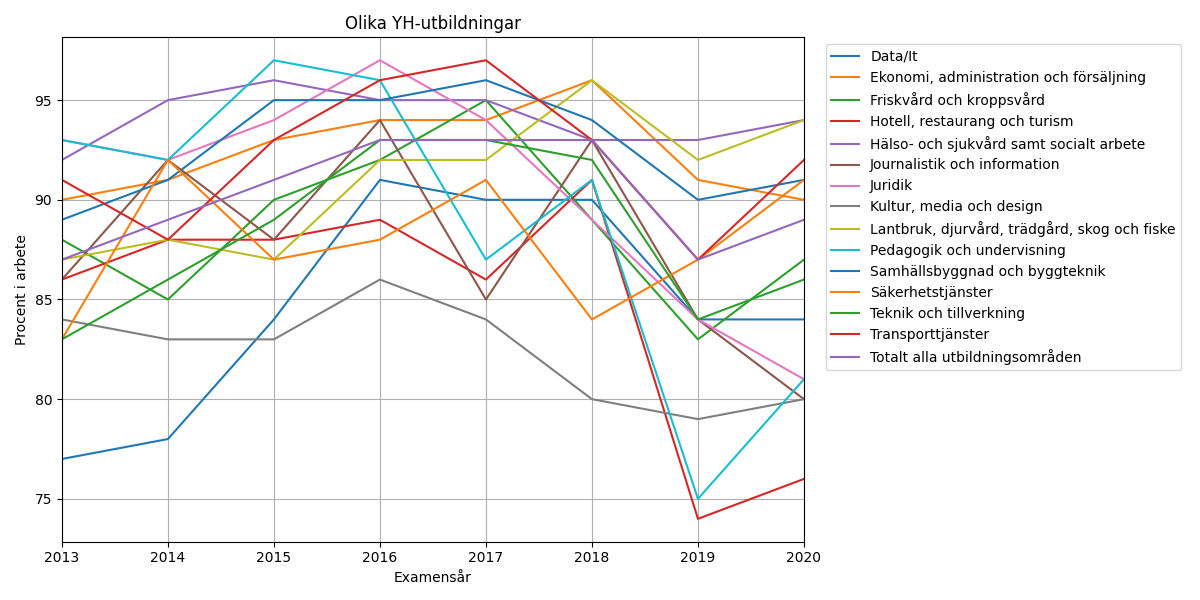 Olika YH-utbildningar
Procent i arbete
95
90
85
80
75
2013 2014 2015 2016 2017 2018 2019 2020
Examensår
Data/It
Ekonomi, administration och försäljning
Friskvård och kroppsvård
Hotell, restaurang och turism
Hälso- och sjukvård samt socialt arbete
Journalistik och information
Juridik
Kultur, media och design
Lantbruk, djurvård, trädgård, skog och fiske
Pedagogik och undervisning
Samhällsbyggnad och byggteknik
Säkerhetstjänster
Teknik och tillverkning
Transporttjänster
Totalt alla utbildningsområden